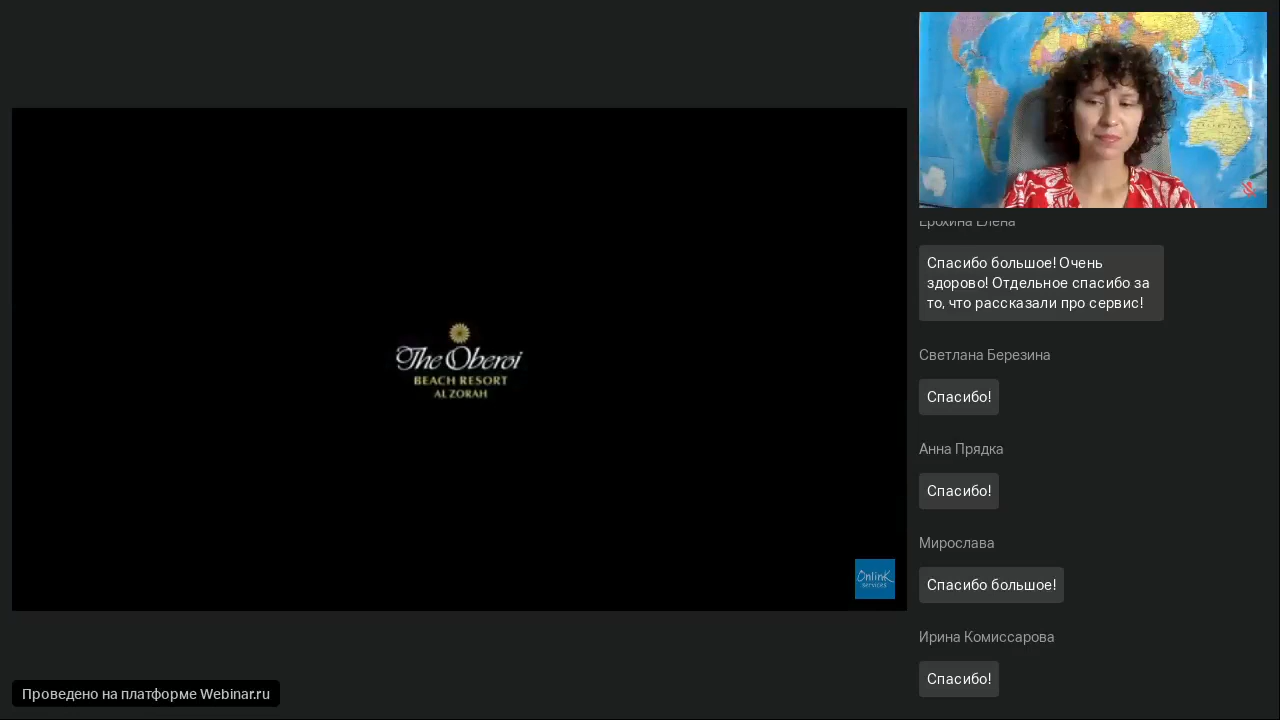 The Oberoi
BEACH RESORT
AL ZORAH
Onlink
services
Проведено на платформе Webinar.ru
Ерохина Елена
Спасибо большое! Очень
здорово! Отдельное спасибо за
то, что рассказали про сервис!
Светлана Березина
Спасибо!
Анна Прядка
Спасибо!
Мирослава
Спасибо большое!
Ирина Комиссарова
Спасибо!